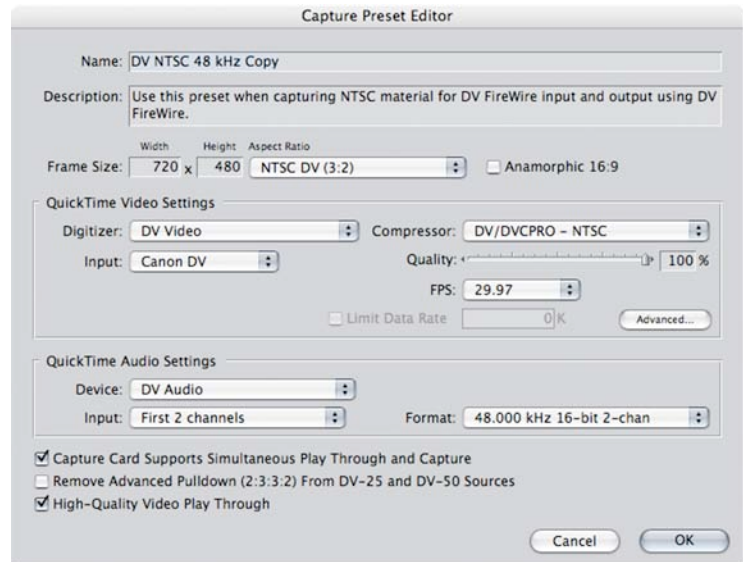 Capture Preset Editor
Name: DV NTSC 48 kHz Copy
Description: Use this preset when capturing NTSC material for DV FireWire input and output using DV
FireWire.
Width Height Aspect Ratio
Frame Size: 720 x 480 NTSC DV (3:2) Anamorphic 16:9
QuickTime Video Settings
Digitizer: DV Video Compressor: DV/DVCPRO – NTSC
Input: Canon DV Quality: 100 %
FPS: 29.97
Limit Data Rate 0 K Advanced...
QuickTime Audio Settings
Device: DV Audio
Input: First 2 channels Format: 48.000 kHz 16-bit 2-chan
Capture Card Supports Simultaneous Play Through and Capture
Remove Advanced Pulldown (2:3:3:2) From DV-25 and DV-50 Sources
High-Quality Video Play Through
Cancel OK